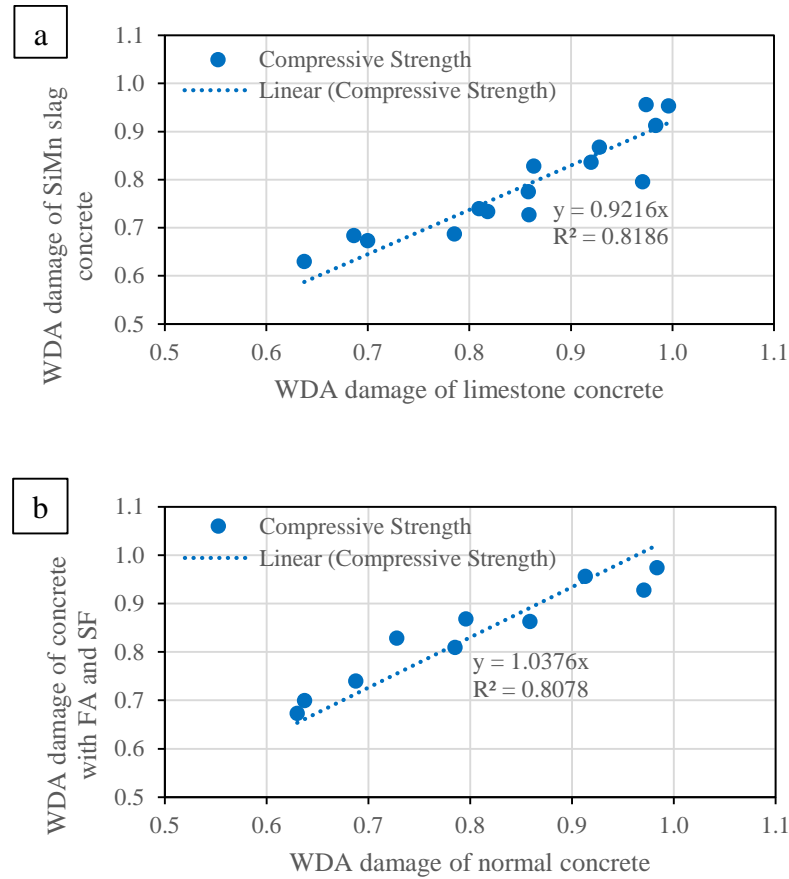 a
1.1
1.0
0.9
0.8
0.7
0.6
0.5
0.5 0.6 0.7 0.8 0.9 1.0 1.1
WDA damage of SiMn slag
concrete
WDA damage of limestone concrete
Compressive Strength
Linear (Compressive Strength)
y = 0.9216x
R² = 0.8186
b
1.1
1.0
0.9
0.8
0.7
0.6
0.5
0.5 0.6 0.7 0.8 0.9 1.0 1.1
WDA damage of concrete
with FA and SF
WDA damage of normal concrete
Compressive Strength
Linear (Compressive Strength)
y = 1.0376x
R² = 0.8078